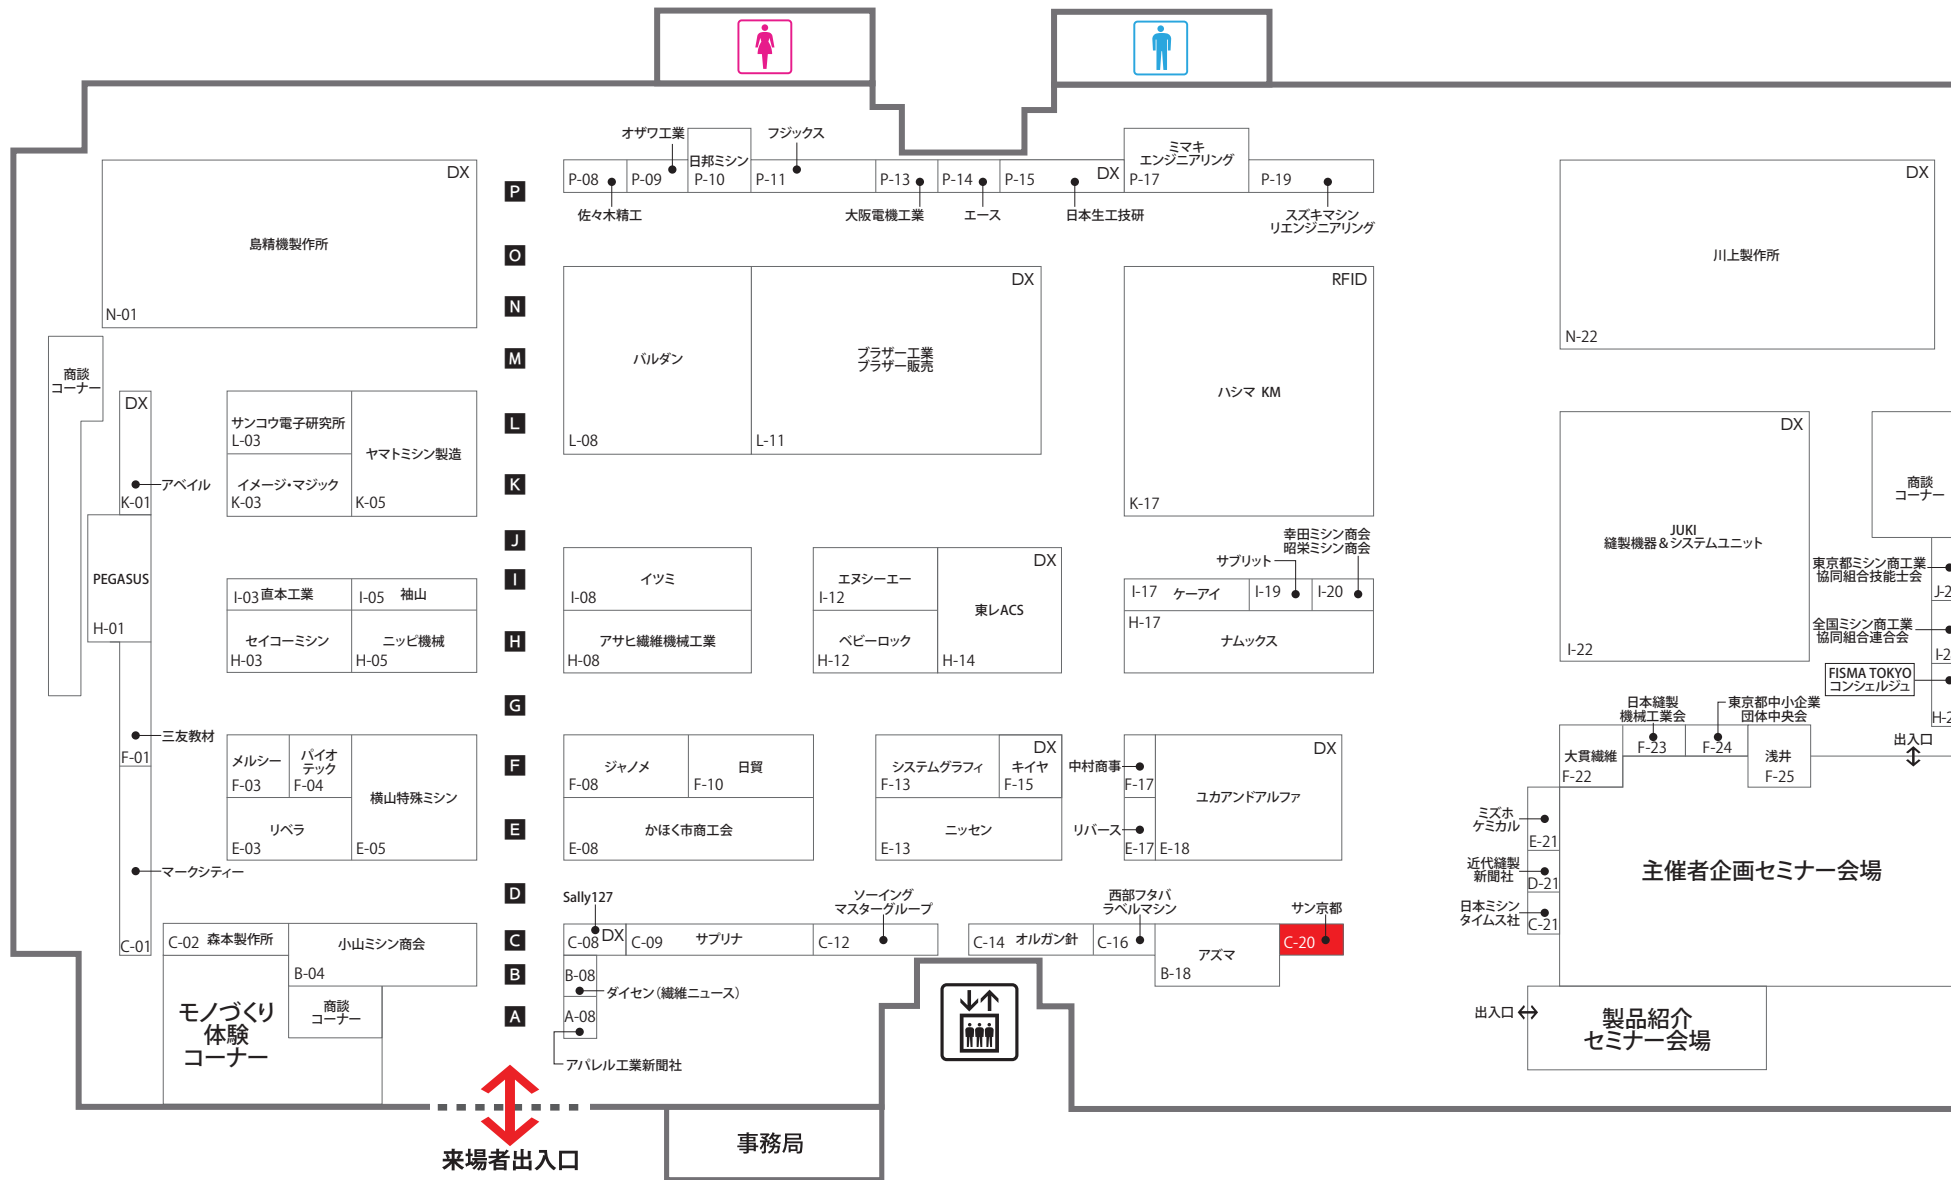 オザワ工業
フジックス
日邦ミシン
ミマキ
エンジニアリング
P
P-08
P-09
P-10
P-11
P-13
P-14
P-15
DX
P-17
P-19
佐々木精工
大阪電機工業
エース
日本生工技研
スズキマシン
リエンジニアリング
DX
島精機製作所
N-01
DX
川上製作所
N-22
O
N
M
L
K
J
I
H
G
F
E
D
C
B
A
バルダン
L-08
DX
ブラザー工業
ブラザー販売
L-11
RFID
ハシマ KM
K-17
商談
コーナー
DX
アベイル
K-01
サンコウ電子研究所
L-03
イメージ・マジック
K-03
ヤマトミシン製造
K-05
DX
JUKI
縫製機器&システムユニット
I-22
商談
コーナー
PEGASUS
H-01
I-03 直本工業
I-05 袖山
セイコーミシン
H-03
ニッピ機械
H-05
イツミ
I-08
アサヒ繊維機械工業
H-08
エヌシーエー
I-12
ベビーロック
H-12
DX
東レACS
H-14
幸田ミシン商会
昭栄ミシン商会
サブリット
I-17 ケーアイ
I-19
I-20
H-17
ナムックス
東京都ミシン商工業
協同組合技能士会
J-2
全国ミシン商工業
協同組合連合会
I-2
FISMA TOKYO
コンシェルジュ
H-2
三友教材
F-01
メルシー
F-03
パイオ
テック
F-04
横山特殊ミシン
E-05
リベラ
E-03
ジャノメ
F-08
日貿
F-10
かほく市商工会
E-08
システムグラフィ
F-13
DX
キイヤ
F-15
ニッセン
E-13
中村商事
F-17
リバース
E-17
DX
ユカアンドアルファ
E-18
日本縫製
機械工業会
東京都中小企業
団体中央会
大貫繊維
F-22
F-23
F-24
浅井
F-25
出入口
ミズホ
ケミカル
E-21
近代縫製
新聞社
D-21
日本ミシン
タイムス社
C-21
主催者企画セミナー会場
マークシティー
C-01
C-02 森本製作所
小山ミシン商会
B-04
モノづくり
体験
コーナー
商談
コーナー
Sally127
C-08
DX
C-09
サプリナ
ソーイング
マスターグループ
C-12
C-14 オルガン針
西部フタバ
ラベルマシン
C-16
アズマ
B-18
サン京都
C-20
B-08
ダイセン(繊維ニュース)
A-08
アパレル工業新聞社
出入口
製品紹介
セミナー会場
来場者出入口
事務局